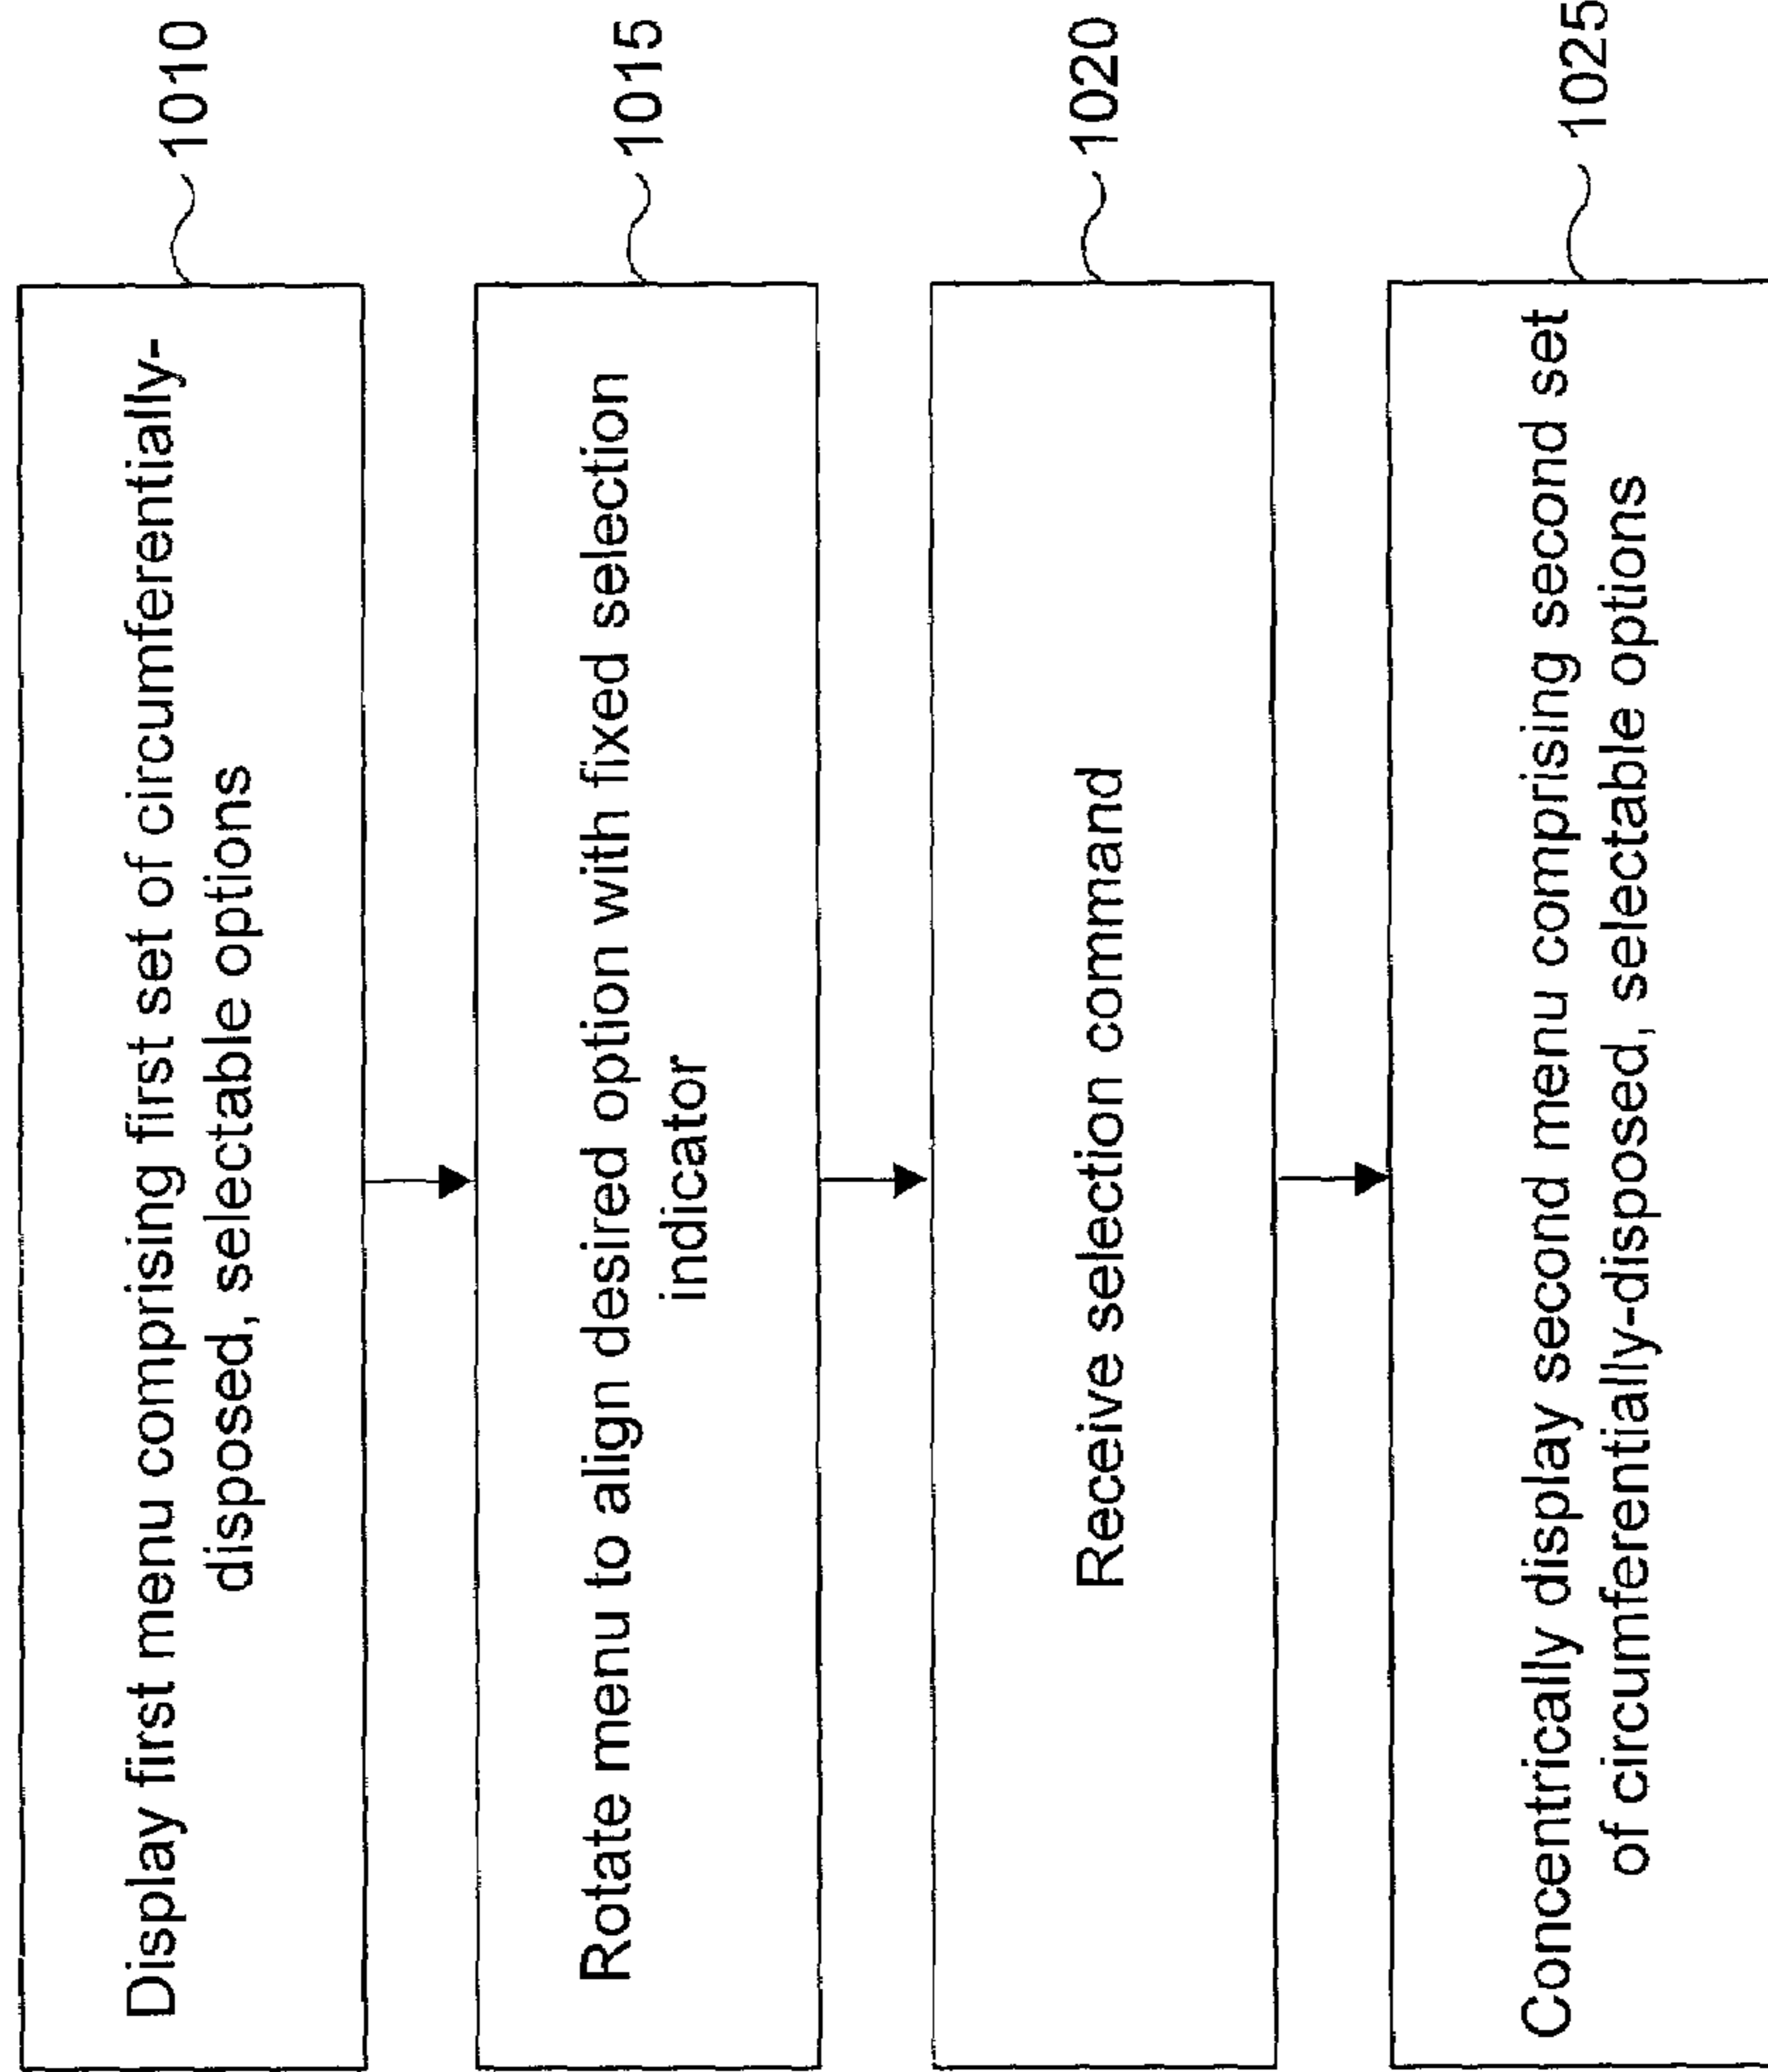 Display first menu comprising first set of circumferentially-
disposed, selectable options
1010
Rotate menu to align desired option with fixed selection
indicator
1015
Receive selection command
1020
Concentrically display second menu comprising second set
of circumferentially-disposed, selectable options
1025